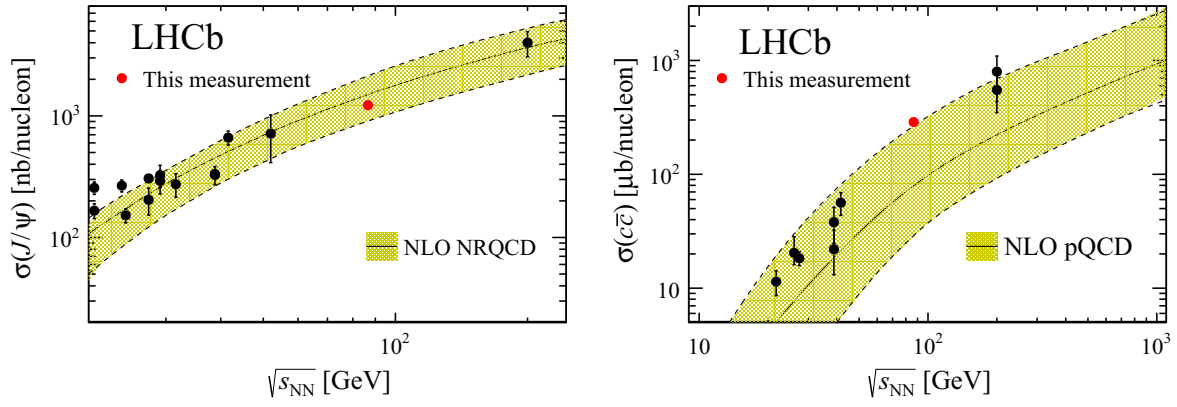 LHCb
This measurement
NLO NRQCD
σ(J/ψ) [nb/nucleon]
10³
10²
10²
√s_NN [GeV]
LHCb
This measurement
NLO pQCD
σ(cc̅) [μb/nucleon]
10³
10²
10
10
10²
10³
√s_NN [GeV]